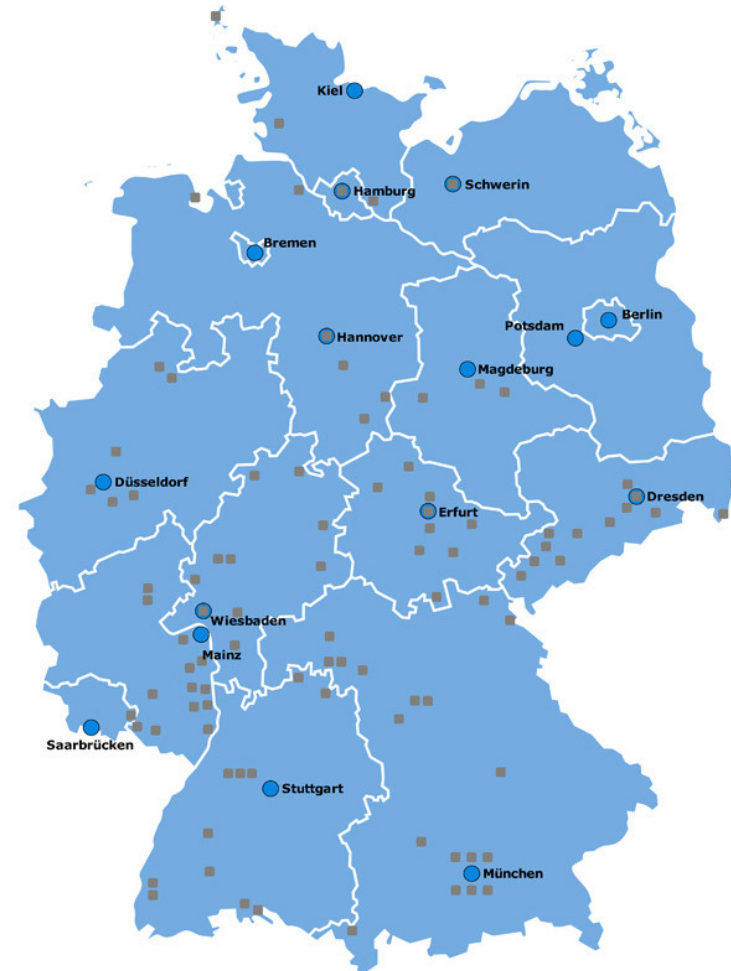 Kiel
Hamburg
Schwerin
Bremen
Berlin
Potsdam
Hannover
Magdeburg
Düsseldorf
Dresden
Erfurt
Wiesbaden
Mainz
Saarbrücken
Stuttgart
München